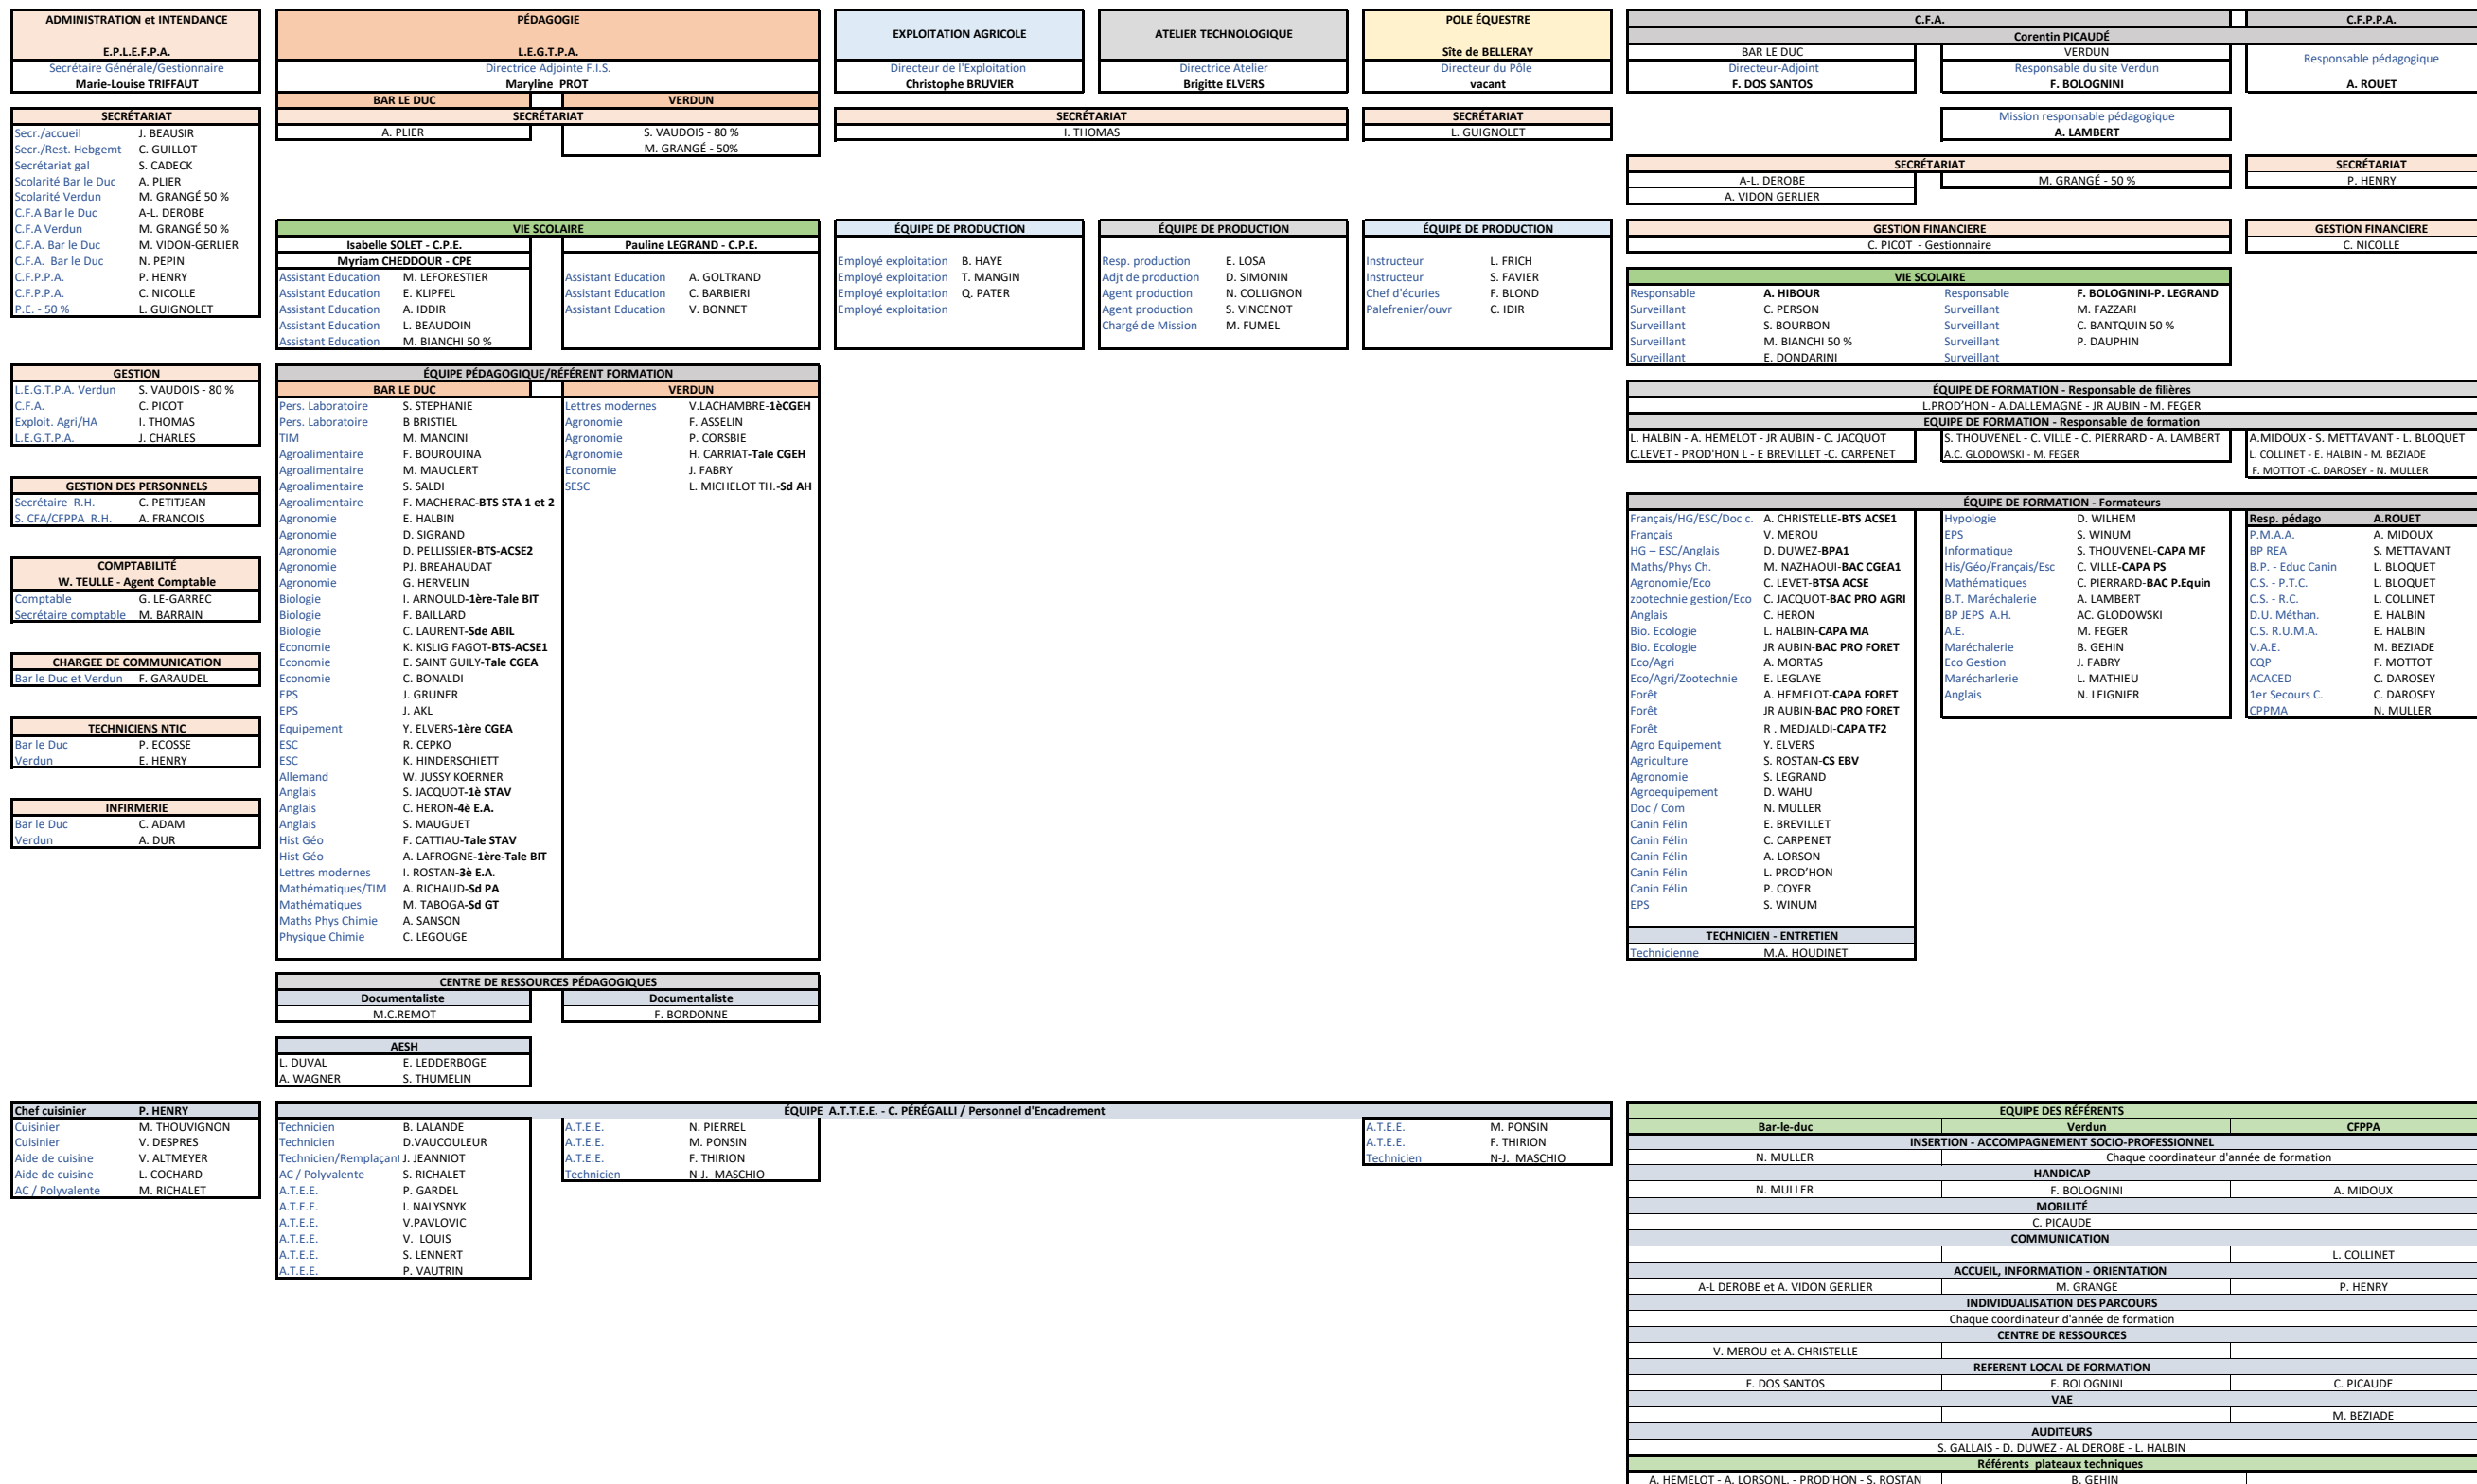 ADMINISTRATION et INTENDANCE
E.P.L.E.F.P.A.
Secrétaire Générale/Gestionnaire
Marie-Louise TRIFFAUT
SECRÉTARIAT
Secr./accueil J. BEAUSIR
Secr./Rest. Hebgemt C. GUILLOT
Secrétariat gal S. CADECK
Scolarité Bar le Duc A. PLIER
Scolarité Verdun M. GRANGÉ 50 %
C.F.A Bar le Duc A-L. DEROBE
C.F.A Verdun M. GRANGÉ 50 %
C.F.A. Bar le Duc M. VIDON-GERLIER
C.F.A. Bar le Duc N. PEPIN
C.F.P.P.A. P. HENRY
C.F.P.P.A. C. NICOLLE
P.E. - 50 % L. GUIGNOLET
GESTION
L.E.G.T.P.A. Verdun S. VAUDOIS - 80 %
C.F.A. C. PICOT
Exploit. Agri/HA I. THOMAS
L.E.G.T.P.A. J. CHARLES
GESTION DES PERSONNELS
Secrétaire R.H. C. PETITJEAN
S. CFA/CFPPA R.H. A. FRANCOIS
COMPTABILITÉ
W. TEULLE - Agent Comptable
Comptable G. LE-GARREC
Secrétaire comptable M. BARRAIN
CHARGEE DE COMMUNICATION
Bar le Duc et Verdun F. GARAUDEL
TECHNICIENS NTIC
Bar le Duc P. ECOSSE
Verdun E. HENRY
INFIRMERIE
Bar le Duc C. ADAM
Verdun A. DUR
Chef cuisinier P. HENRY
Cuisinier M. THOUVIGNON
Cuisinier V. DESPRES
Aide de cuisine V. ALTMEYER
Aide de cuisine L. COCHARD
AC / Polyvalente M. RICHALET
PÉDAGOGIE
L.E.G.T.P.A.
Directrice Adjointe F.I.S.
Maryline PROT
BAR LE DUC VERDUN
SECRÉTARIAT
A. PLIER S. VAUDOIS - 80 %
M. GRANGÉ - 50%
VIE SCOLAIRE
Isabelle SOLET - C.P.E. Pauline LEGRAND - C.P.E.
Myriam CHEDDOUR - CPE
Assistant Education M. LEFORESTIER Assistant Education A. GOLTRAND
Assistant Education E. KLIPFEL Assistant Education C. BARBIERI
Assistant Education A. IDDIR Assistant Education V. BONNET
Assistant Education L. BEAUDOIN
Assistant Education M. BIANCHI 50 %
ÉQUIPE PÉDAGOGIQUE/RÉFÉRENT FORMATION
BAR LE DUC VERDUN
Pers. Laboratoire S. STEPHANIE Lettres modernes V.LACHAMBRE-1èCGEH
Pers. Laboratoire B BRISTIEL Agronomie F. ASSELIN
TIM M. MANCINI Agronomie P. CORSBIE
Agroalimentaire F. BOUROUINA Agronomie H. CARRIAT-Tale CGEH
Agroalimentaire M. MAUCLERT Economie J. FABRY
Agroalimentaire S. SALDI SESC L. MICHELOT TH.-Sd AH
Agroalimentaire F. MACHERAC-BTS STA 1 et 2
Agronomie E. HALBIN
Agronomie D. SIGRAND
Agronomie D. PELLISSIER-BTS-ACSE2
Agronomie PJ. BREAHAUDAT
Agronomie G. HERVELIN
Biologie I. ARNOULD-1ère-Tale BIT
Biologie F. BAILLARD
Biologie C. LAURENT-Sde ABIL
Economie K. KISLIG FAGOT-BTS-ACSE1
Economie E. SAINT GUILY-Tale CGEA
Economie C. BONALDI
EPS J. GRUNER
EPS J. AKL
Equipement Y. ELVERS-1ère CGEA
ESC R. CEPKO
ESC K. HINDERSCHIETT
Allemand W. JUSSY KOERNER
Anglais S. JACQUOT-1è STAV
Anglais C. HERON-4è E.A.
Anglais S. MAUGUET
Hist Géo F. CATTIAU-Tale STAV
Hist Géo A. LAFROGNE-1ère-Tale BIT
Lettres modernes I. ROSTAN-3è E.A.
Mathématiques/TIM A. RICHAUD-Sd PA
Mathématiques M. TABOGA-Sd GT
Maths Phys Chimie A. SANSON
Physique Chimie C. LEGOUGE
CENTRE DE RESSOURCES PÉDAGOGIQUES
Documentaliste Documentaliste
M.C.REMOT F. BORDONNE
AESH
L. DUVAL E. LEDDERBOGE
A. WAGNER S. THUMELIN
ÉQUIPE A.T.T.E.E. - C. PÉRÉGALLI / Personnel d'Encadrement
Technicien B. LALANDE A.T.E.E. N. PIERREL A.T.E.E. M. PONSIN
Technicien D.VAUCOULEUR A.T.E.E. M. PONSIN A.T.E.E. F. THIRION
Technicien/Remplaçant J. JEANNIOT A.T.E.E. F. THIRION Technicien N-J. MASCHIO
AC / Polyvalente S. RICHALET Technicien N-J. MASCHIO
A.T.E.E. P. GARDEL
A.T.E.E. I. NALYSNYK
A.T.E.E. V.PAVLOVIC
A.T.E.E. V. LOUIS
A.T.E.E. S. LENNERT
A.T.E.E. P. VAUTRIN
EXPLOITATION AGRICOLE
Directeur de l'Exploitation
Christophe BRUVIER
ATELIER TECHNOLOGIQUE
Directrice Atelier
Brigitte ELVERS
SECRÉTARIAT
I. THOMAS
POLE ÉQUESTRE
Sîte de BELLERAY
Directeur du Pôle
vacant
SECRÉTARIAT
L. GUIGNOLET
ÉQUIPE DE PRODUCTION
Employé exploitation B. HAYE
Employé exploitation T. MANGIN
Employé exploitation Q. PATER
Employé exploitation
ÉQUIPE DE PRODUCTION
Resp. production E. LOSA
Adjt de production D. SIMONIN
Agent production N. COLLIGNON
Agent production S. VINCENOT
Chargé de Mission M. FUMEL
ÉQUIPE DE PRODUCTION
Instructeur L. FRICH
Instructeur S. FAVIER
Chef d'écuries F. BLOND
Palefrenier/ouvr C. IDIR
C.F.A. C.F.P.P.A.
Corentin PICAUDÉ
BAR LE DUC VERDUN
Directeur-Adjoint Responsable du site Verdun Responsable pédagogique
F. DOS SANTOS F. BOLOGNINI A. ROUET
Mission responsable pédagogique
A. LAMBERT
SECRÉTARIAT SECRÉTARIAT
A-L. DEROBE M. GRANGÉ - 50 % P. HENRY
A. VIDON GERLIER
GESTION FINANCIERE GESTION FINANCIERE
C. PICOT - Gestionnaire C. NICOLLE
VIE SCOLAIRE
Responsable A. HIBOUR Responsable F. BOLOGNINI-P. LEGRAND
Surveillant C. PERSON Surveillant M. FAZZARI
Surveillant S. BOURBON Surveillant C. BANTQUIN 50 %
Surveillant M. BIANCHI 50 % Surveillant P. DAUPHIN
Surveillant E. DONDARINI Surveillant
ÉQUIPE DE FORMATION - Responsable de filières
L.PROD'HON - A.DALLEMAGNE - JR AUBIN - M. FEGER
EQUIPE DE FORMATION - Responsable de formation
L. HALBIN - A. HEMELOT - JR AUBIN - C. JACQUOT S. THOUVENEL - C. VILLE - C. PIERRARD - A. LAMBERT A.MIDOUX - S. METTAVANT - L. BLOQUET
C.LEVET - PROD'HON L - E BREVILLET -C. CARPENET A.C. GLODOWSKI - M. FEGER L. COLLINET - E. HALBIN - M. BEZIADE
F. MOTTOT -C. DAROSEY - N. MULLER
ÉQUIPE DE FORMATION - Formateurs
Français/HG/ESC/Doc c. A. CHRISTELLE-BTS ACSE1 Hypologie D. WILHEM Resp. pédago A.ROUET
Français V. MEROU EPS S. WINUM P.M.A.A. A. MIDOUX
HG – ESC/Anglais D. DUWEZ-BPA1 Informatique S. THOUVENEL-CAPA MF BP REA S. METTAVANT
Maths/Phys Ch. M. NAZHAOUI-BAC CGEA1 His/Géo/Français/Esc C. VILLE-CAPA PS B.P. - Educ Canin L. BLOQUET
Agronomie/Eco C. LEVET-BTSA ACSE Mathématiques C. PIERRARD-BAC P.Equin C.S. - P.T.C. L. BLOQUET
zootechnie gestion/Eco C. JACQUOT-BAC PRO AGRI B.T. Maréchalerie A. LAMBERT C.S. - R.C. L. COLLINET
Anglais C. HERON BP JEPS A.H. AC. GLODOWSKI D.U. Méthan. E. HALBIN
Bio. Ecologie L. HALBIN-CAPA MA A.E. M. FEGER C.S. R.U.M.A. E. HALBIN
Bio. Ecologie JR AUBIN-BAC PRO FORET Maréchalerie B. GEHIN V.A.E. M. BEZIADE
Eco/Agri A. MORTAS Eco Gestion J. FABRY CQP F. MOTTOT
Eco/Agri/Zootechnie E. LEGLAYE Marécharlerie L. MATHIEU ACACED C. DAROSEY
Forêt A. HEMELOT-CAPA FORET Anglais N. LEIGNIER 1er Secours C. C. DAROSEY
Forêt JR AUBIN-BAC PRO FORET CPPMA N. MULLER
Forêt R . MEDJALDI-CAPA TF2
Agro Equipement Y. ELVERS
Agriculture S. ROSTAN-CS EBV
Agronomie S. LEGRAND
Agroequipement D. WAHU
Doc / Com N. MULLER
Canin Félin E. BREVILLET
Canin Félin C. CARPENET
Canin Félin A. LORSON
Canin Félin L. PROD'HON
Canin Félin P. COYER
EPS S. WINUM
TECHNICIEN - ENTRETIEN
Technicienne M.A. HOUDINET
EQUIPE DES RÉFÉRENTS
Bar-le-duc Verdun CFPPA
INSERTION - ACCOMPAGNEMENT SOCIO-PROFESSIONNEL
N. MULLER Chaque coordinateur d'année de formation
HANDICAP
N. MULLER F. BOLOGNINI A. MIDOUX
MOBILITÉ
C. PICAUDE
COMMUNICATION
L. COLLINET
ACCUEIL, INFORMATION - ORIENTATION
A-L DEROBE et A. VIDON GERLIER M. GRANGE P. HENRY
INDIVIDUALISATION DES PARCOURS
Chaque coordinateur d'année de formation
CENTRE DE RESSOURCES
V. MEROU et A. CHRISTELLE
REFERENT LOCAL DE FORMATION
F. DOS SANTOS F. BOLOGNINI C. PICAUDE
VAE
M. BEZIADE
AUDITEURS
S. GALLAIS - D. DUWEZ - AL DEROBE - L. HALBIN
Référents plateaux techniques
A. HEMELOT - A. LORSONL. - PROD'HON - S. ROSTAN B. GEHIN